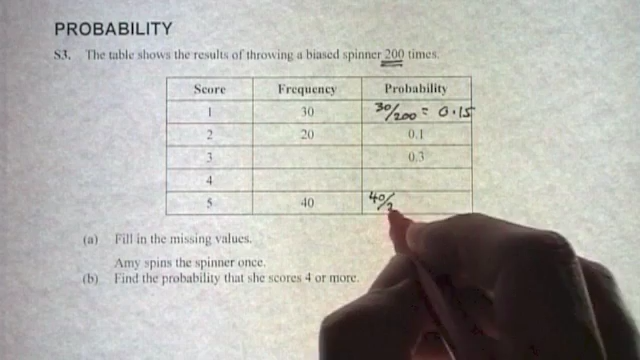 PROBABILITY
S3. The table shows the results of throwing a biased spinner 200 times.
Score Frequency Probability
1 30 30/200 = 0.15
2 20 0.1
3 0.3
4
5 40 40/2
(a) Fill in the missing values.
Amy spins the spinner once.
(b) Find the probability that she scores 4 or more.